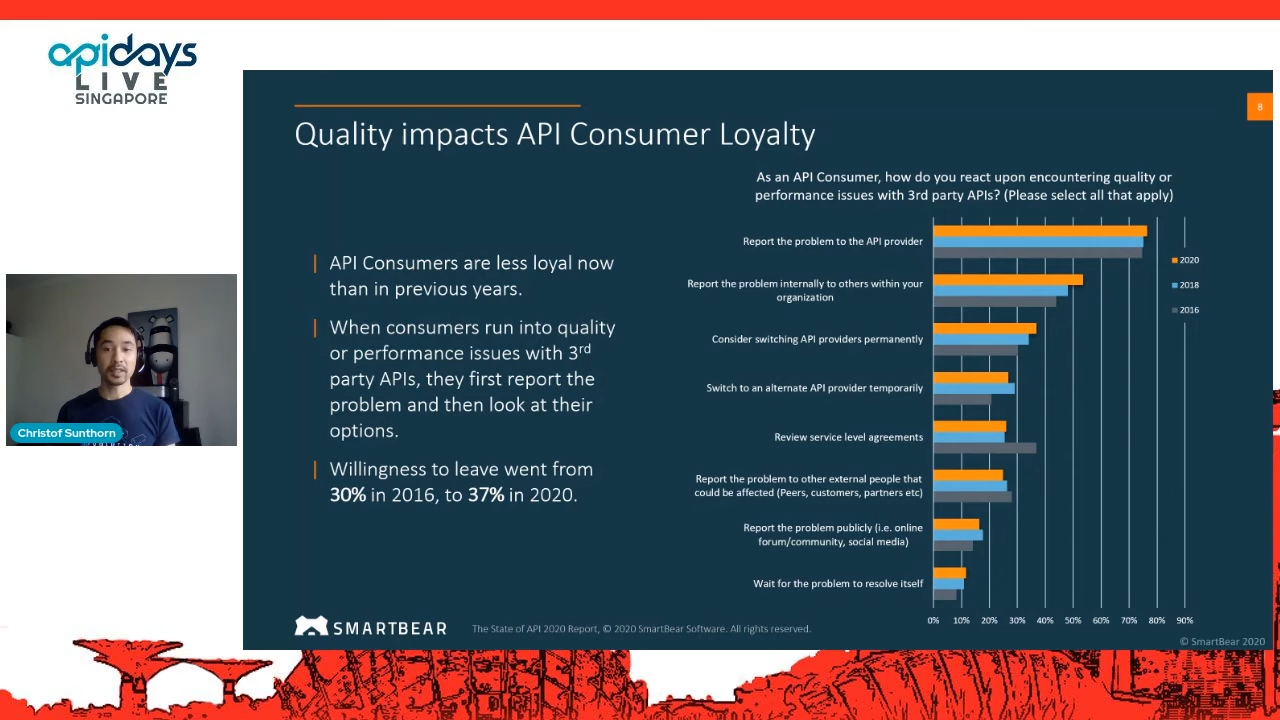 apidays
LIVE
SINGAPORE
8
Quality impacts API Consumer Loyalty
As an API Consumer, how do you react upon encountering quality or
performance issues with 3rd party APIs? (Please select all that apply)
API Consumers are less loyal now
than in previous years.
When consumers run into quality
or performance issues with 3rd
party APIs, they first report the
problem and then look at their
options.
Willingness to leave went from
30% in 2016, to 37% in 2020.
Report the problem to the API provider
Report the problem internally to others within your
organization
Consider switching API providers permanently
Switch to an alternate API provider temporarily
Review service level agreements
Report the problem to other external people that
could be affected (Peers, customers, partners etc)
Report the problem publicly (i.e. online
forum/community, social media)
Wait for the problem to resolve itself
2020
2018
2016
0% 10% 20% 30% 40% 50% 60% 70% 80% 90%
Christof Sunthorn
SMARTBEAR
The State of API 2020 Report, © 2020 SmartBear Software. All rights reserved.
© SmartBear 2020